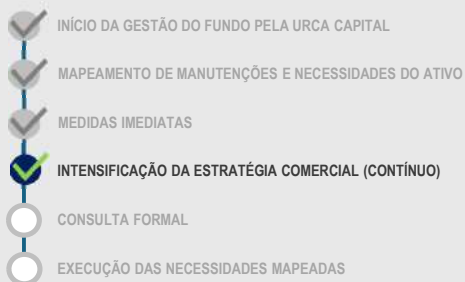 INÍCIO DA GESTÃO DO FUNDO PELA URCA CAPITAL
MAPEAMENTO DE MANUTENÇÕES E NECESSIDADES DO ATIVO
MEDIDAS IMEDIATAS
INTENSIFICAÇÃO DA ESTRATÉGIA COMERCIAL (CONTÍNUO)
CONSULTA FORMAL
EXECUÇÃO DAS NECESSIDADES MAPEADAS